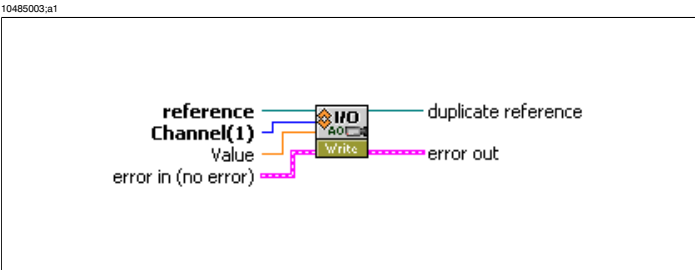 10485003;a1
reference
duplicate reference
Channel(1)
I/O
AO
Value
Write
error out
error in (no error)